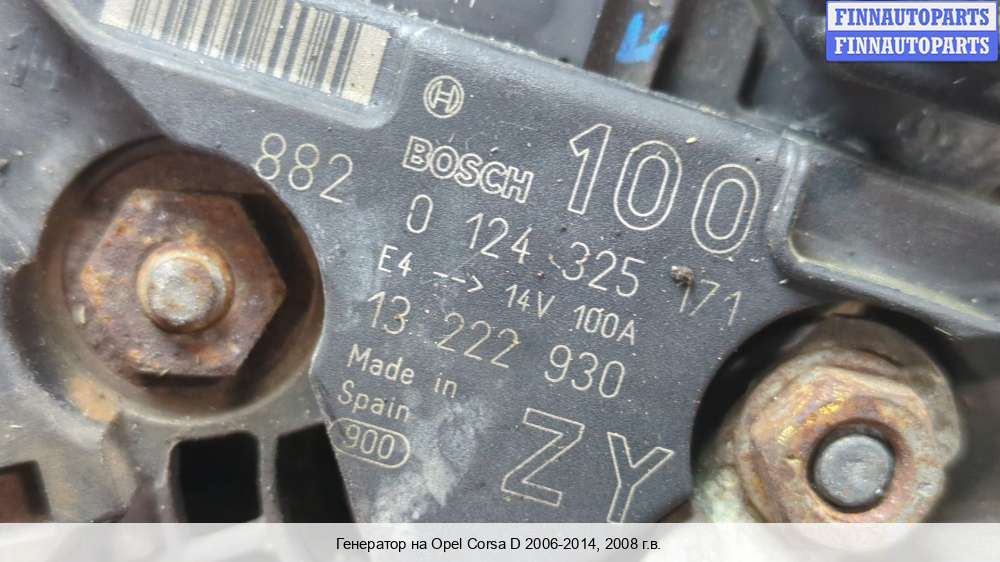 FINNAUTOPARTS
FINNAUTOPARTS
882
BOSCH 100
0 124 325 171
E4 --> 14V 100A
13 222 930
Made in
Spain
900
ZY
Генератор на Opel Corsa D 2006-2014, 2008 г.в.